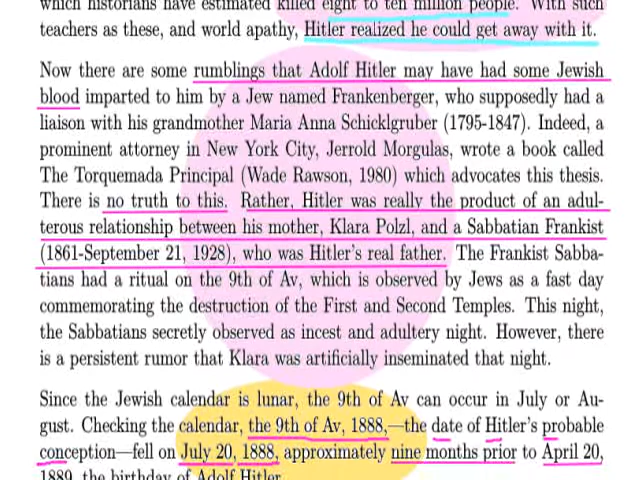 which historians have estimated killed eight to ten million people. With such
teachers as these, and world apathy, Hitler realized he could get away with it.
Now there are some rumblings that Adolf Hitler may have had some Jewish
blood imparted to him by a Jew named Frankenberger, who supposedly had a
liaison with his grandmother Maria Anna Schicklgruber (1795-1847). Indeed, a
prominent attorney in New York City, Jerrold Morgulas, wrote a book called
The Torquemada Principal (Wade Rawson, 1980) which advocates this thesis.
There is no truth to this. Rather, Hitler was really the product of an adul-
terous relationship between his mother, Klara Polzl, and a Sabbatian Frankist
(1861-September 21, 1928), who was Hitler's real father. The Frankist Sabba-
tians had a ritual on the 9th of Av, which is observed by Jews as a fast day
commemorating the destruction of the First and Second Temples. This night,
the Sabbatians secretly observed as incest and adultery night. However, there
is a persistent rumor that Klara was artificially inseminated that night.
Since the Jewish calendar is lunar, the 9th of Av can occur in July or Au-
gust. Checking the calendar, the 9th of Av, 1888,—the date of Hitler's probable
conception—fell on July 20, 1888, approximately nine months prior to April 20,
1889, the birthday of Adolf Hitler.